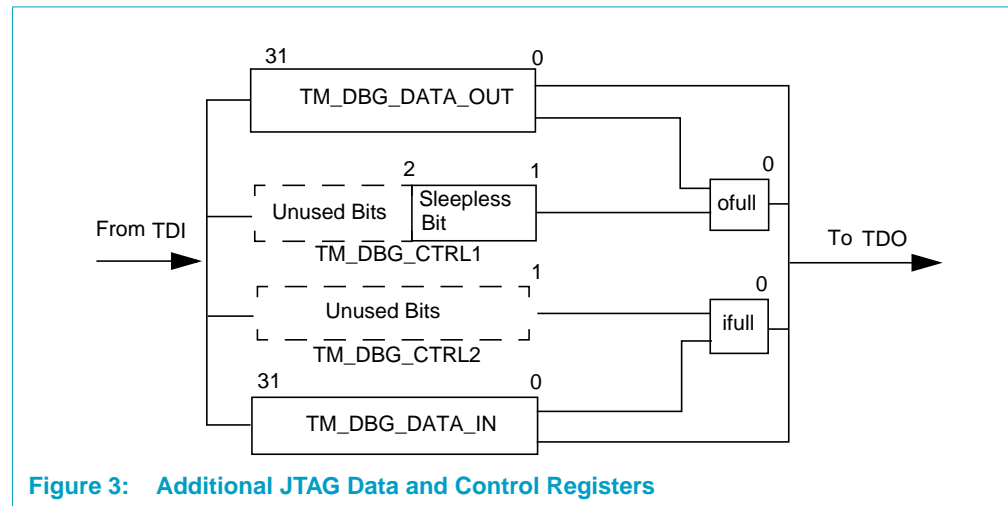 31 0
TM_DBG_DATA_OUT
2 1 0
Unused Bits Sleepless Bit ofull
TM_DBG_CTRL1
From TDI To TDO
1 0
Unused Bits ifull
TM_DBG_CTRL2
31 0
TM_DBG_DATA_IN
Figure 3: Additional JTAG Data and Control Registers